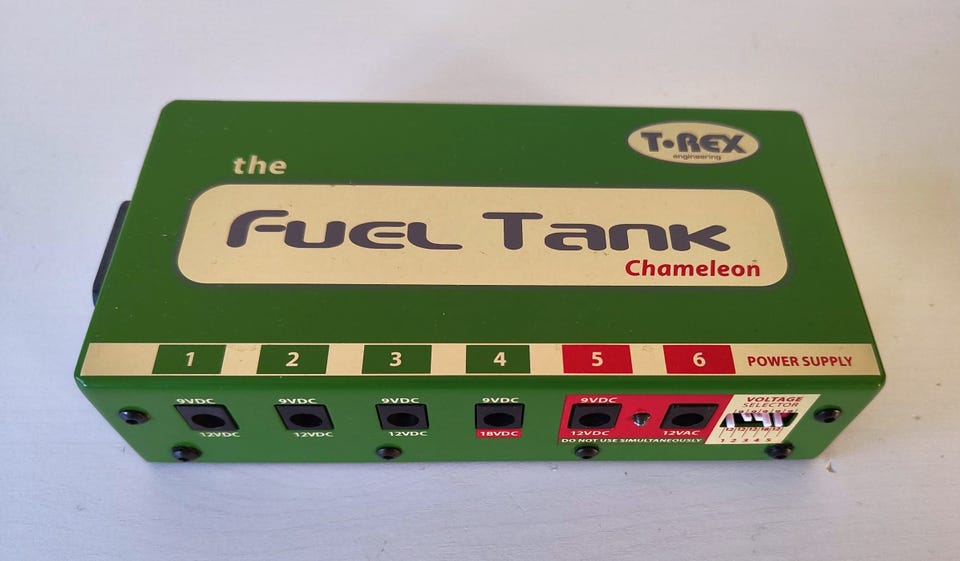 T·REX
engineering
the
Fuel Tank
Chameleon
1 2 3 4 5 6 POWER SUPPLY
9VDC 9VDC 9VDC 9VDC 9VDC VOLTAGE
SELECTOR
12VDC 12VDC 12VDC 18VDC 12VDC 12VAC
DO NOT USE SIMULTANEOUSLY
1 2 3 4 5